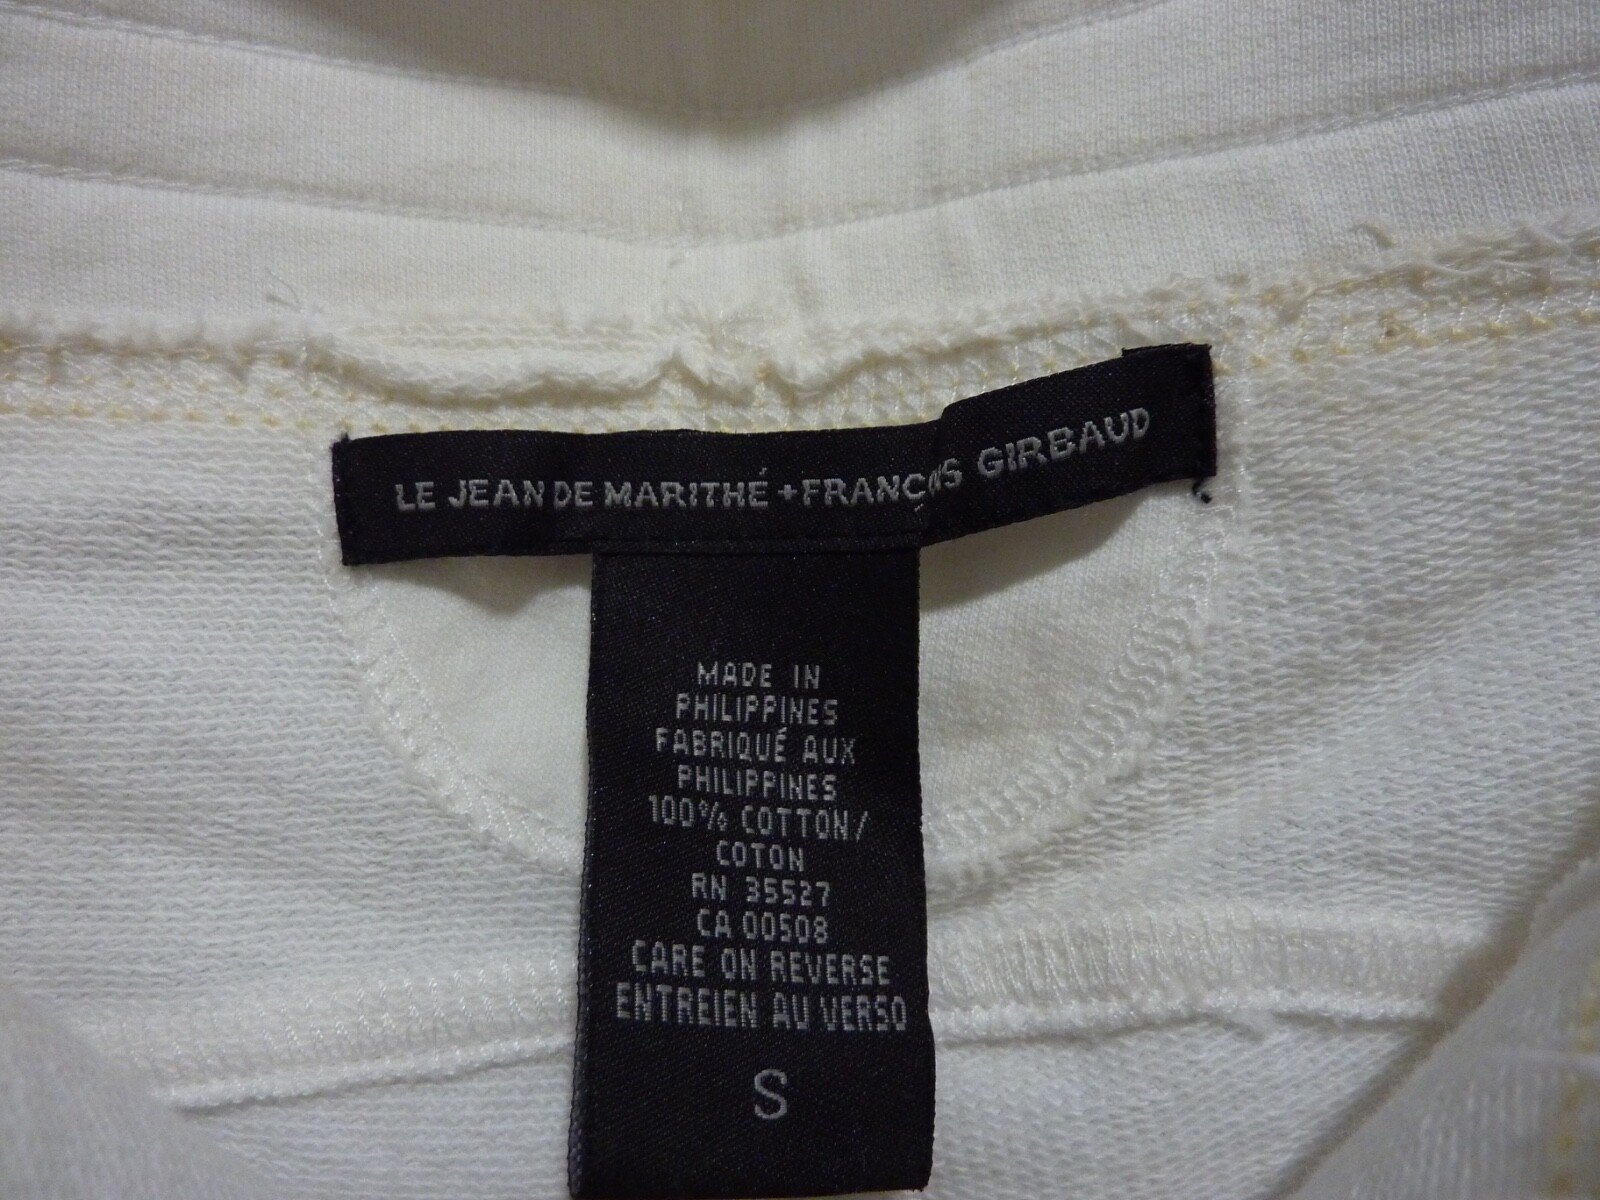 LE JEAN DE MARITHÉ +FRANÇOIS GIRBAUD
MADE IN
PHILIPPINES
FABRIQUÉ AUX
PHILIPPINES
100% COTTON/
COTON
RN 35527
CA 00508
CARE ON REVERSE
ENTREIEN AU VERSO
S